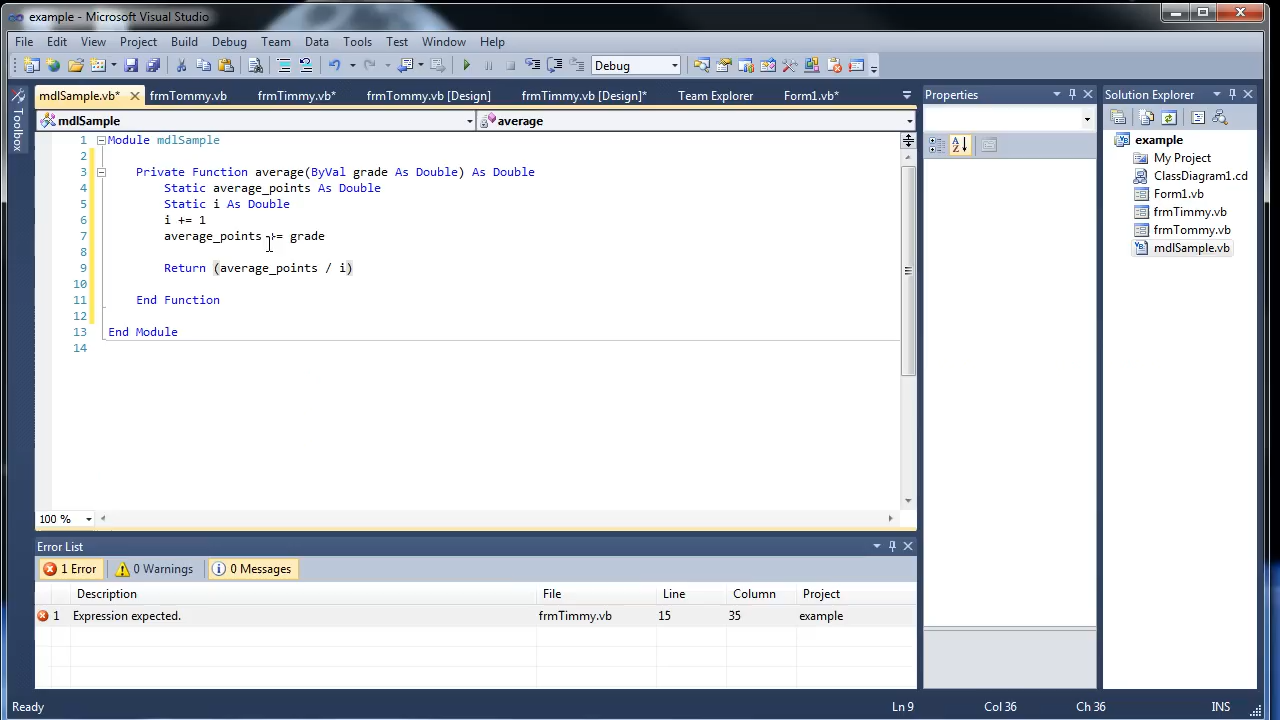 example - Microsoft Visual Studio
File Edit View Project Build Debug Team Data Tools Test Window Help
Debug
mdlSample.vb* frmTommy.vb frmTimmy.vb* frmTommy.vb [Design] frmTimmy.vb [Design]* Team Explorer Form1.vb* Properties Solution Explorer
Toolbox
mdlSample average
1 Module mdlSample
2
3 Private Function average(ByVal grade As Double) As Double
4 Static average_points As Double
5 Static i As Double
6 i += 1
7 average_points += grade
8
9 Return (average_points / i)
10
11 End Function
12
13 End Module
14
example
My Project
ClassDiagram1.cd
Form1.vb
frmTimmy.vb
frmTommy.vb
mdlSample.vb
100 %
Error List
1 Error 0 Warnings 0 Messages
Description File Line Column Project
1 Expression expected. frmTimmy.vb 15 35 example
Ready Ln 9 Col 36 Ch 36 INS